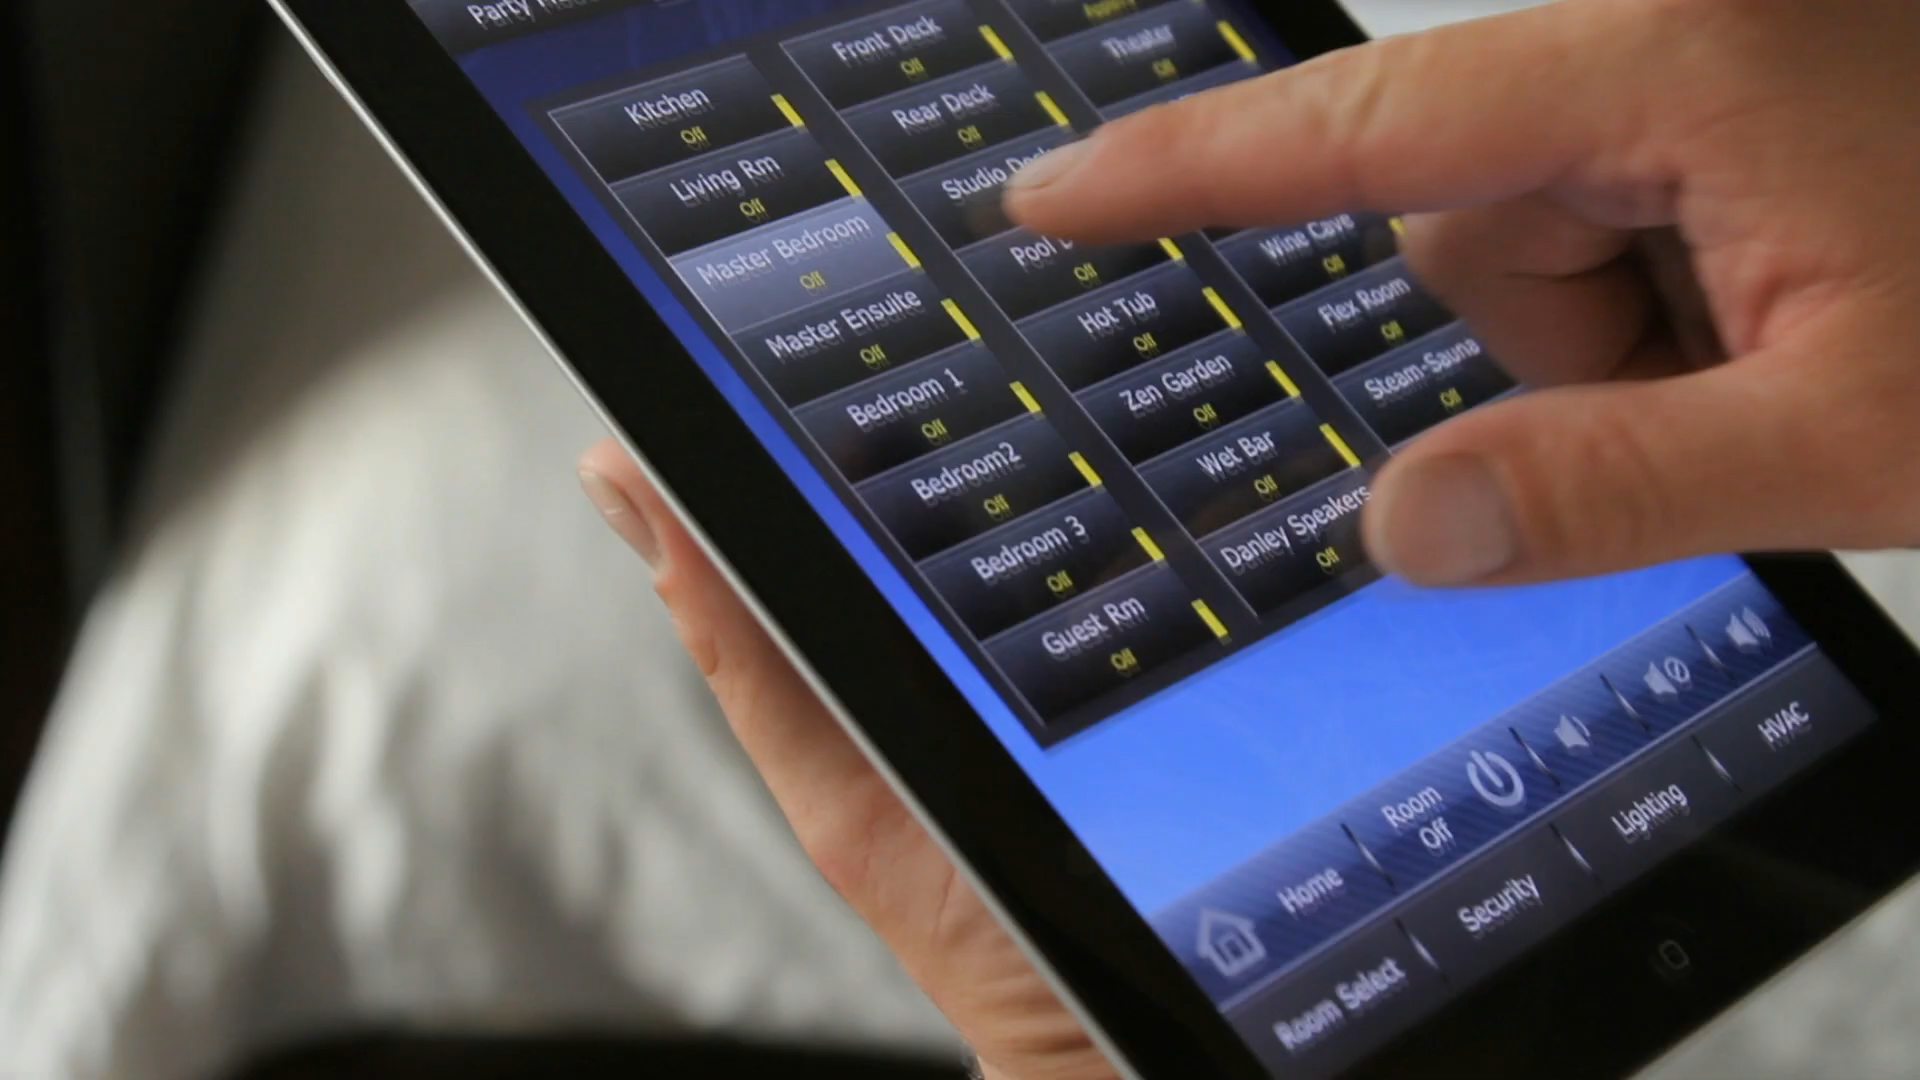 Party
Kitchen
Off
Living Rm
Off
Master Bedroom
Off
Master Ensuite
Off
Bedroom 1
Off
Bedroom2
Off
Bedroom 3
Off
Guest Rm
Off
Front Deck
Off
Rear Deck
Off
Studio
Pool
Off
Hot Tub
Off
Zen Garden
Off
Wet Bar
Off
Danley Speakers
Off
Theater
Off
Wine Cave
Off
Flex Room
Off
Steam-Sauna
Off
Home
Room
Off
Room Select
Security
Lighting
HVAC